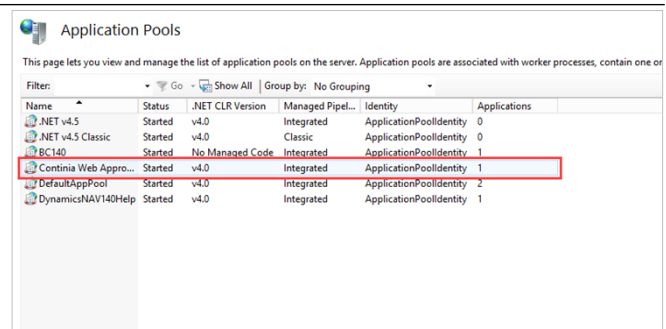 Application Pools
This page lets you view and manage the list of application pools on the server. Application pools are associated with worker processes, contain one or
Filter: Go Show All Group by: No Grouping
Name Status .NET CLR Version Managed Pipel... Identity Applications
.NET v4.5 Started v4.0 Integrated ApplicationPoolIdentity 0
.NET v4.5 Classic Started v4.0 Classic ApplicationPoolIdentity 0
BC140 Started No Managed Code Integrated ApplicationPoolIdentity 1
Continia Web Appro... Started v4.0 Integrated ApplicationPoolIdentity 1
DefaultAppPool Started v4.0 Integrated ApplicationPoolIdentity 2
DynamicsNAV140Help Started v4.0 Integrated ApplicationPoolIdentity 1